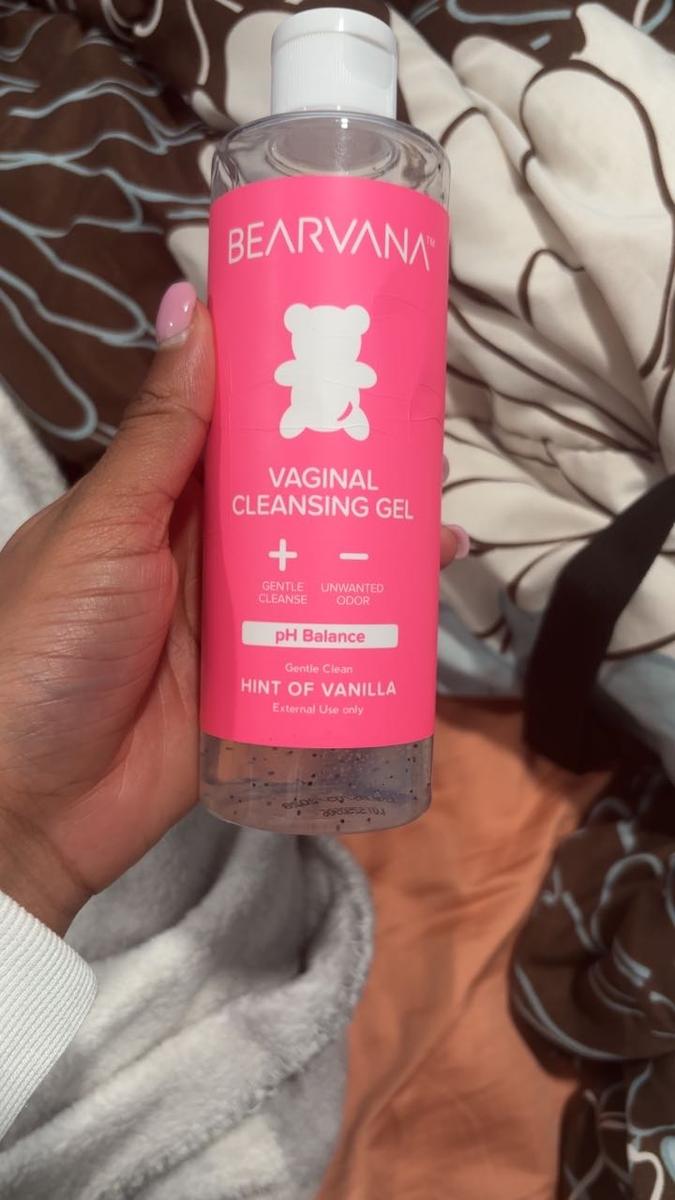 BEARVANA™
VAGINAL
CLEANSING GEL
+ −
GENTLE UNWANTED
CLEANSE ODOR
pH Balance
Gentle Clean
HINT OF VANILLA
External Use only